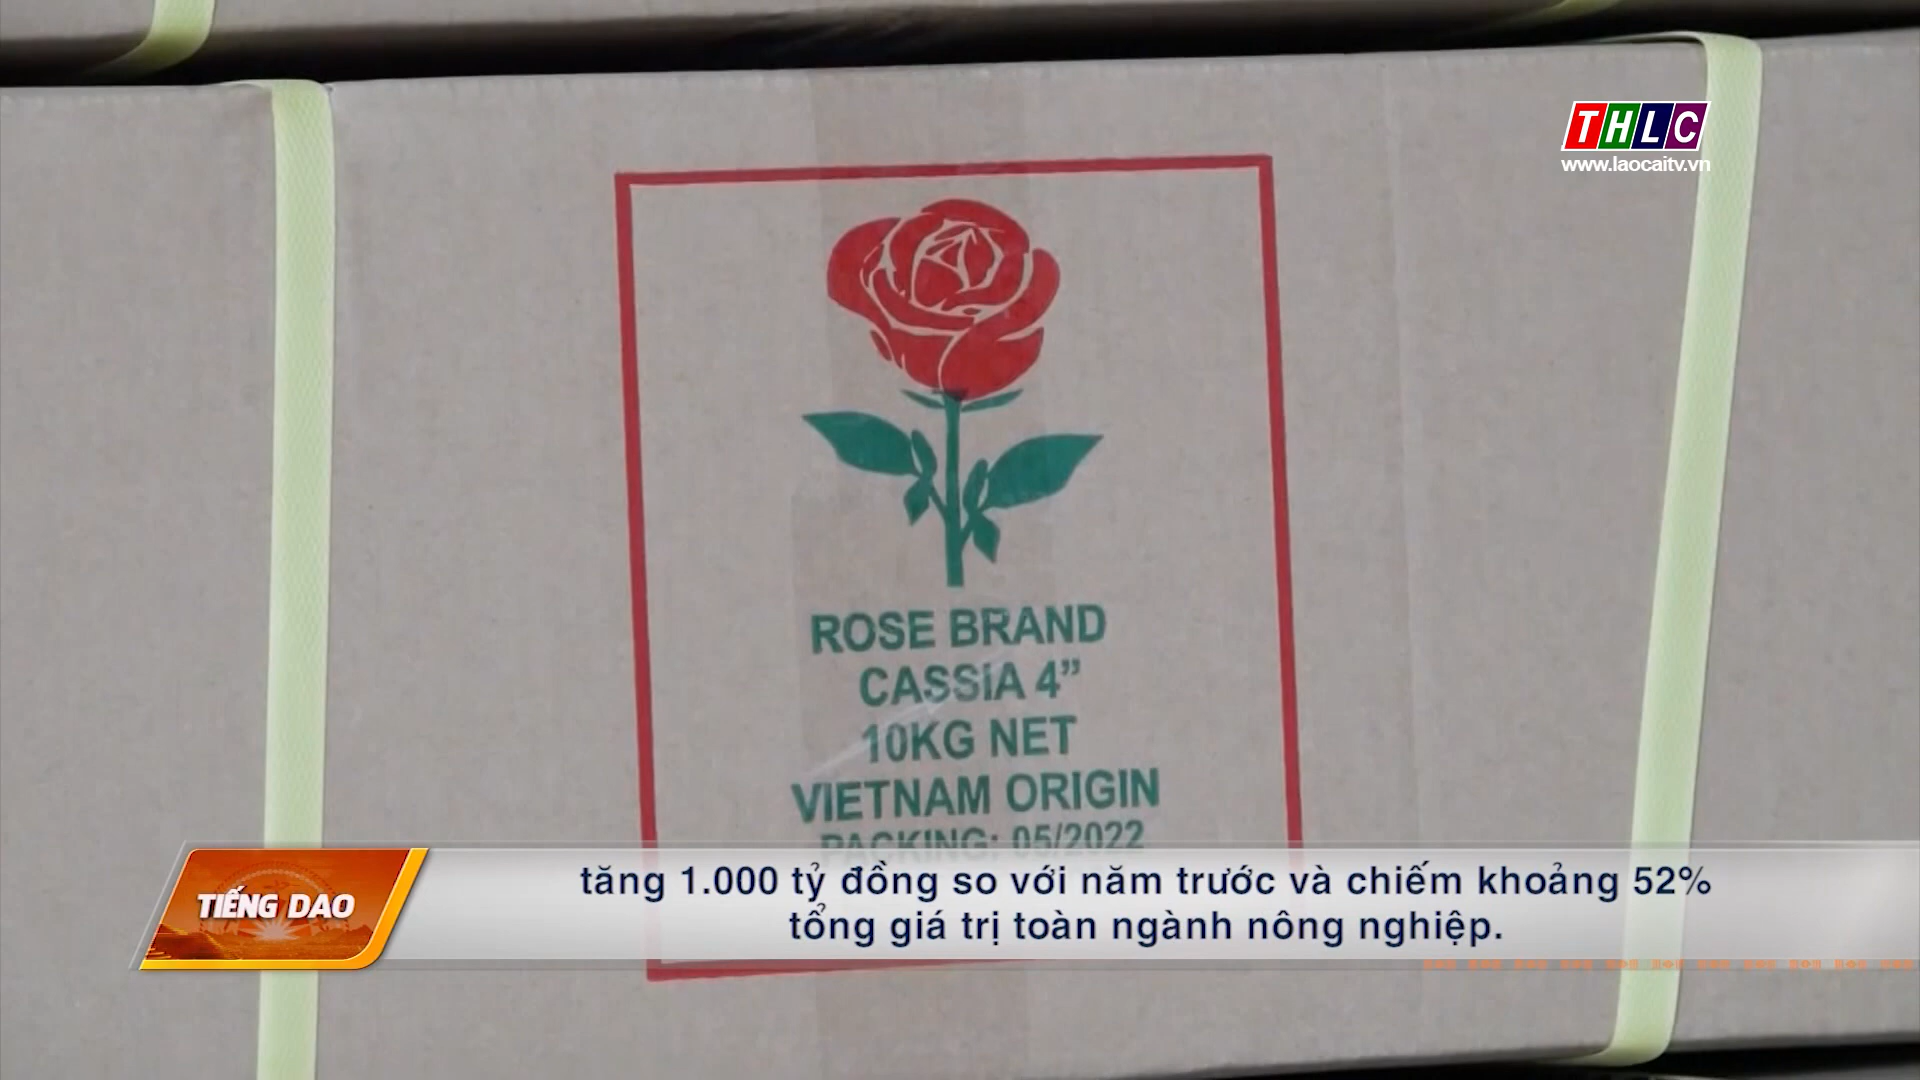 THLC
www.laocaitv.vn
ROSE BRAND
CASSIA 4”
10KG NET
VIETNAM ORIGIN
PACKING: 05/2022
TIẾNG DAO
tăng 1.000 tỷ đồng so với năm trước và chiếm khoảng 52%
tổng giá trị toàn ngành nông nghiệp.